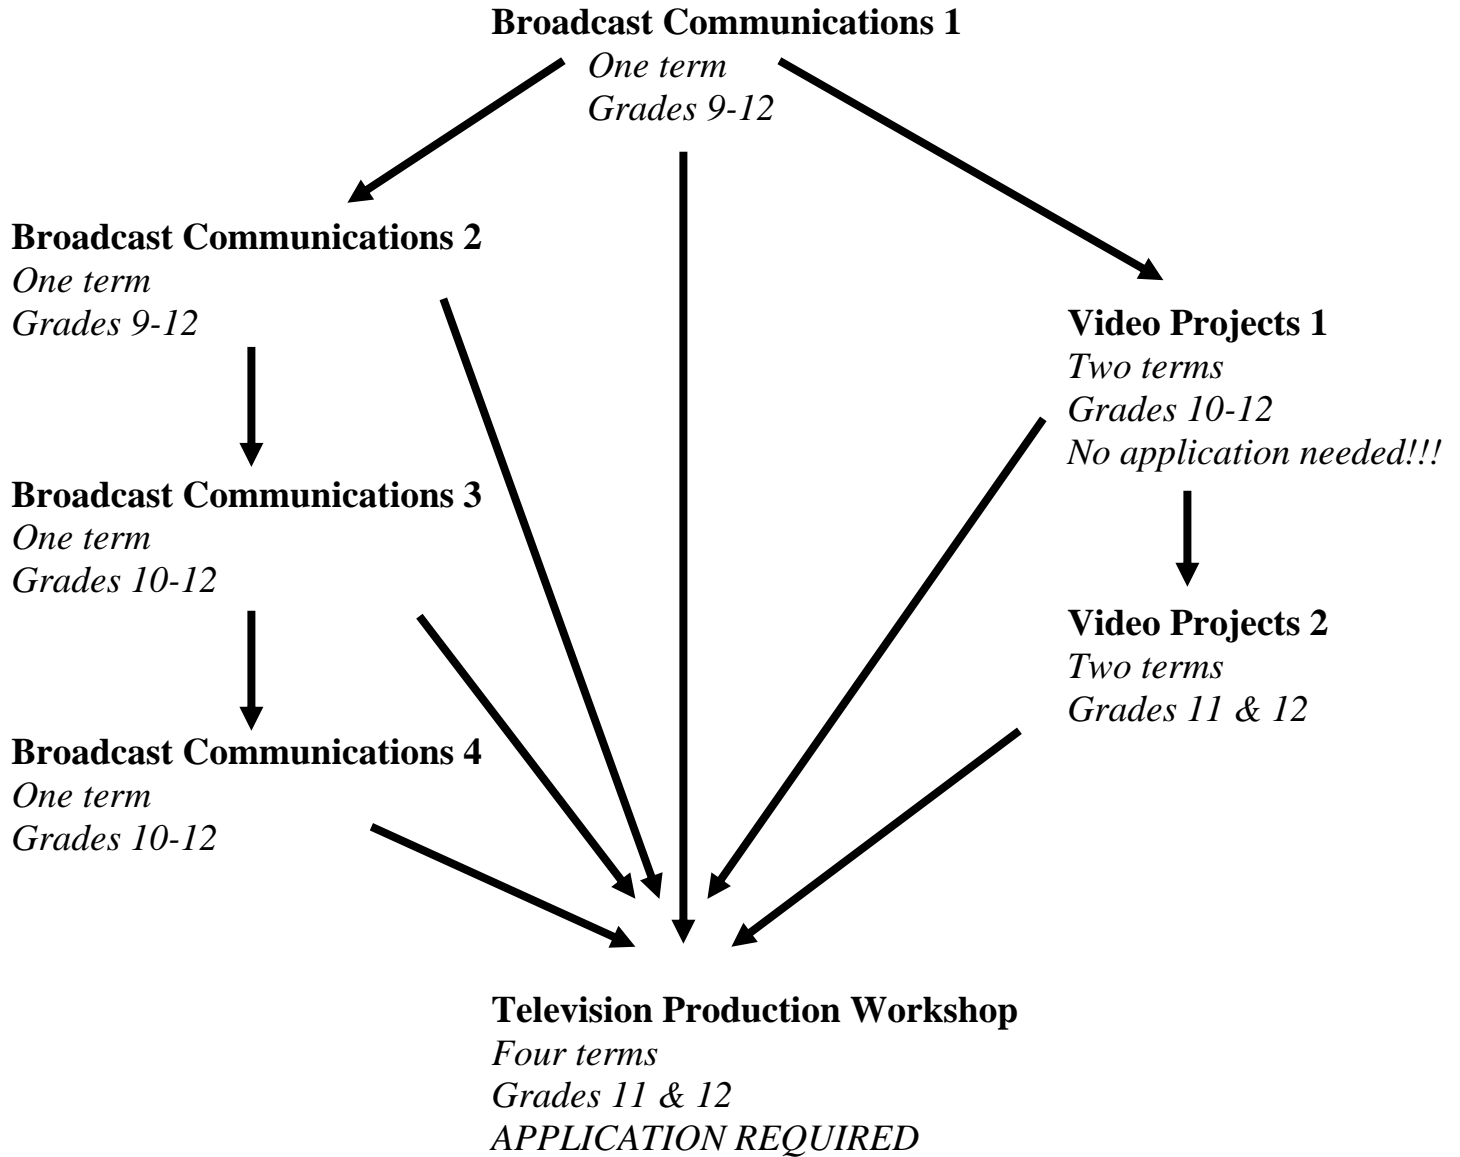 Broadcast Communications 1
One term
Grades 9-12
Broadcast Communications 2
One term
Grades 9-12
Video Projects 1
Two terms
Grades 10-12
No application needed!!!
Broadcast Communications 3
One term
Grades 10-12
Video Projects 2
Two terms
Grades 11 & 12
Broadcast Communications 4
One term
Grades 10-12
Television Production Workshop
Four terms
Grades 11 & 12
APPLICATION REQUIRED